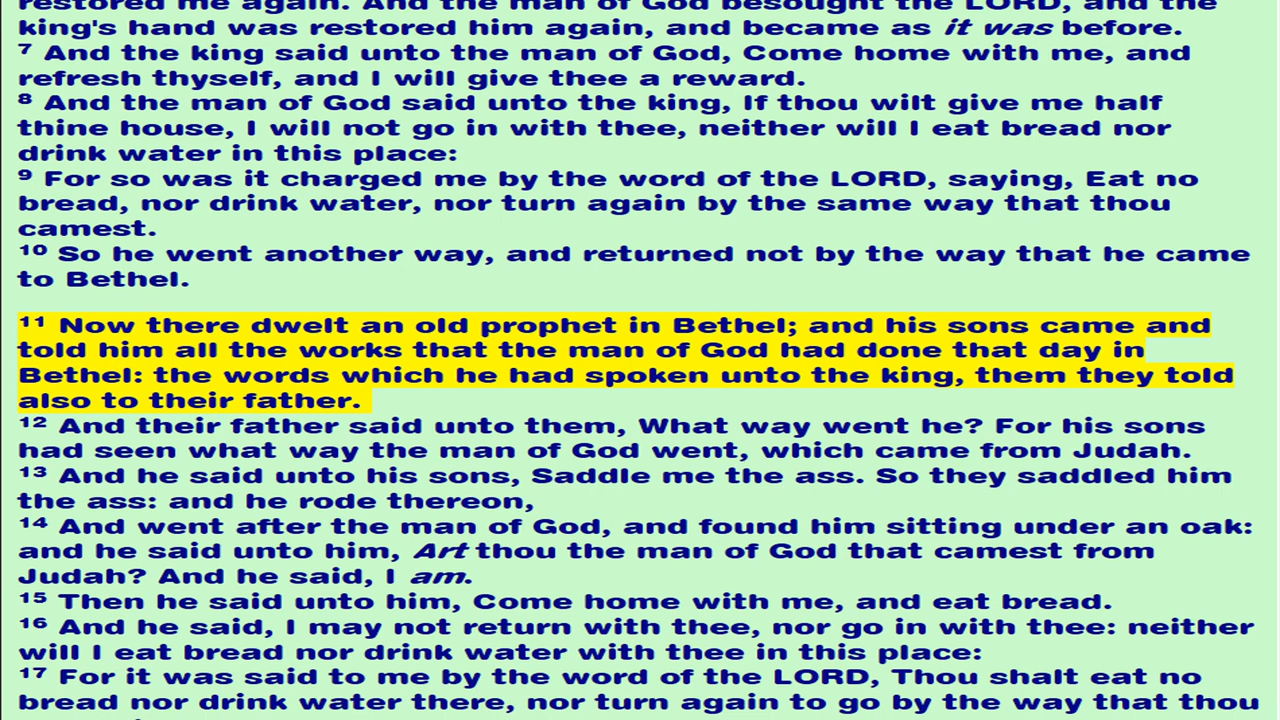 restored me again. And the man of God besought the LORD, and the
king's hand was restored him again, and became as it was before.
7 And the king said unto the man of God, Come home with me, and
refresh thyself, and I will give thee a reward.
8 And the man of God said unto the king, If thou wilt give me half
thine house, I will not go in with thee, neither will I eat bread nor
drink water in this place:
9 For so was it charged me by the word of the LORD, saying, Eat no
bread, nor drink water, nor turn again by the same way that thou
camest.
10 So he went another way, and returned not by the way that he came
to Bethel.
11 Now there dwelt an old prophet in Bethel; and his sons came and
told him all the works that the man of God had done that day in
Bethel: the words which he had spoken unto the king, them they told
also to their father.
12 And their father said unto them, What way went he? For his sons
had seen what way the man of God went, which came from Judah.
13 And he said unto his sons, Saddle me the ass. So they saddled him
the ass: and he rode thereon,
14 And went after the man of God, and found him sitting under an oak:
and he said unto him, Art thou the man of God that camest from
Judah? And he said, I am.
15 Then he said unto him, Come home with me, and eat bread.
16 And he said, I may not return with thee, nor go in with thee: neither
will I eat bread nor drink water with thee in this place:
17 For it was said to me by the word of the LORD, Thou shalt eat no
bread nor drink water there, nor turn again to go by the way that thou